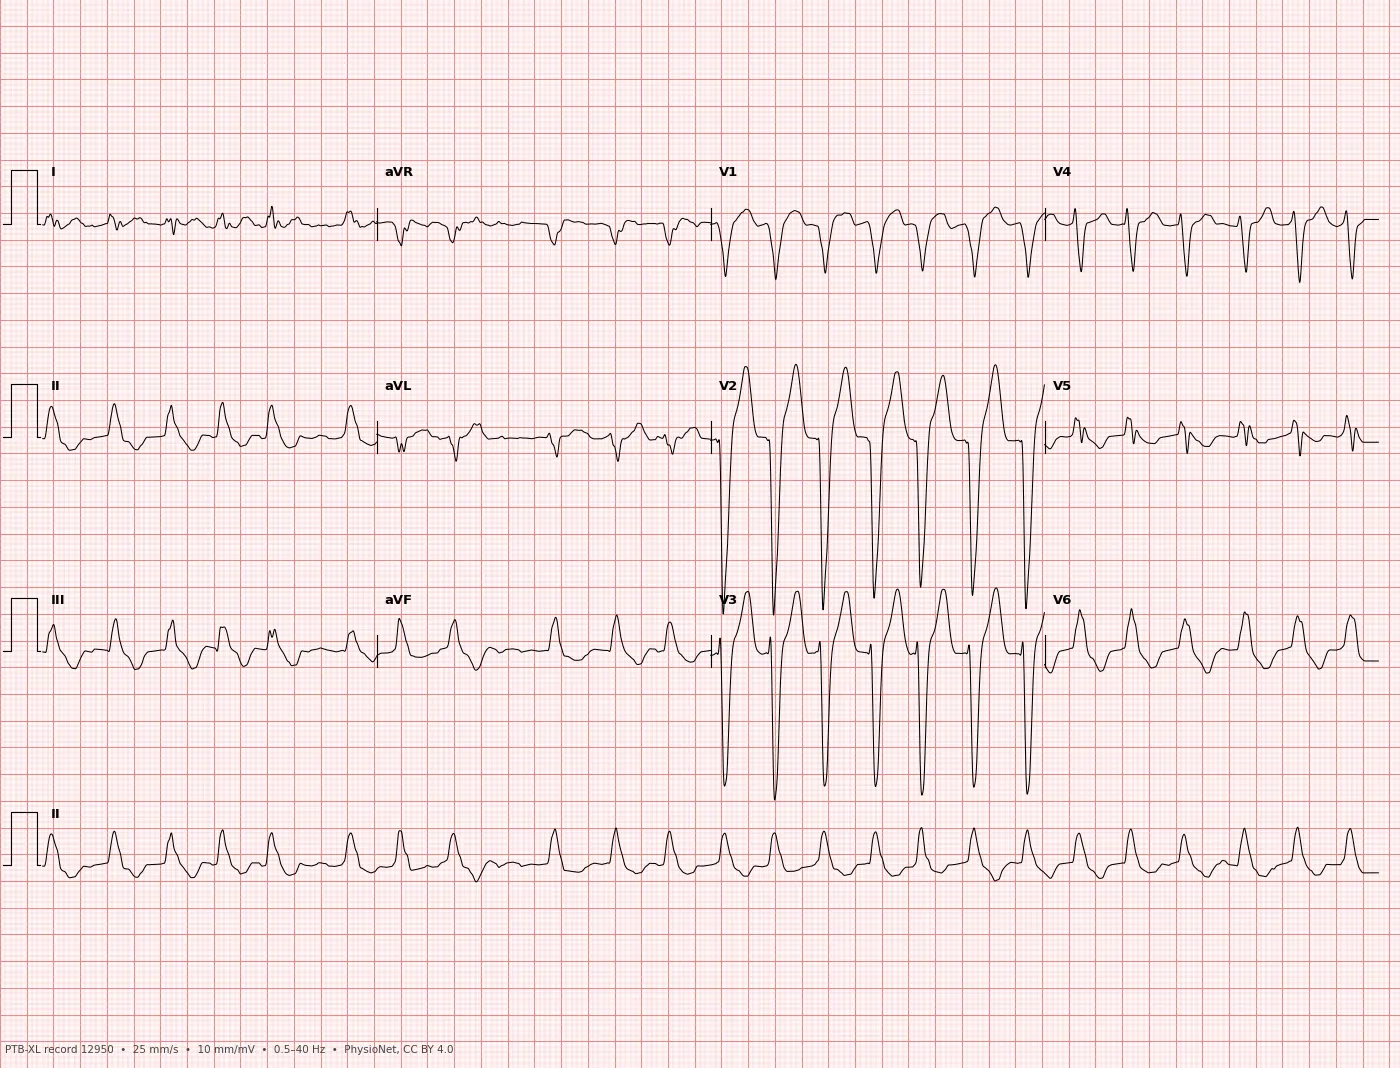 I aVR V1 V4
II aVL V2 V5
III aVF V3 V6
II
PTB-XL record 12950 • 25 mm/s • 10 mm/mV • 0.5–40 Hz • PhysioNet, CC BY 4.0